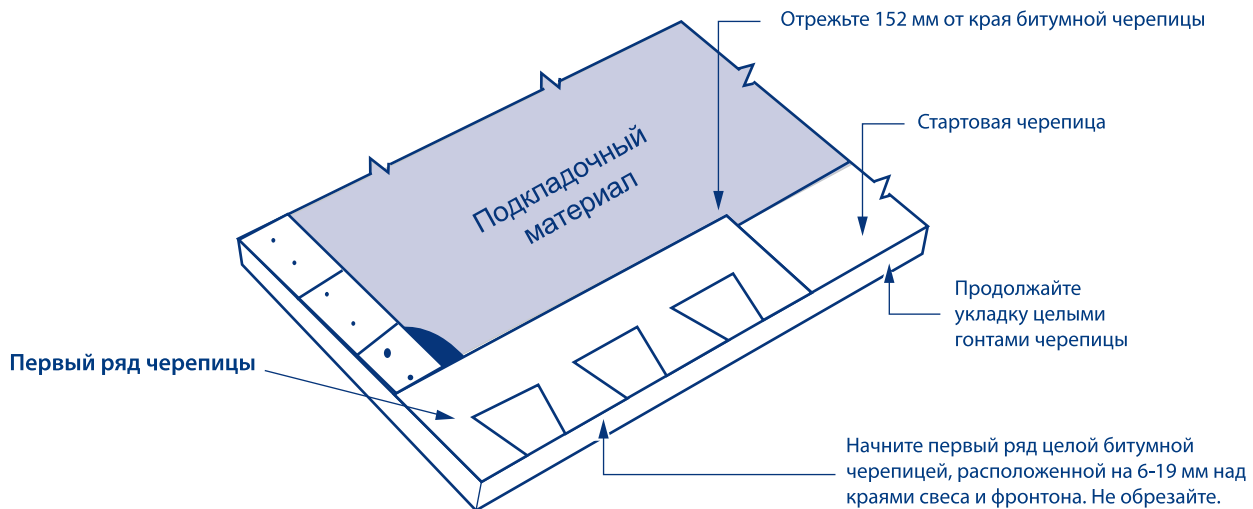 Отрежьте 152 мм от края битумной черепицы
Стартовая черепица
Подкладочный
материал
Продолжайте
укладку целыми
гонтами черепицы
Первый ряд черепицы
Начните первый ряд целой битумной
черепицей, расположенной на 6-19 мм над
краями свеса и фронтона. Не обрезайте.